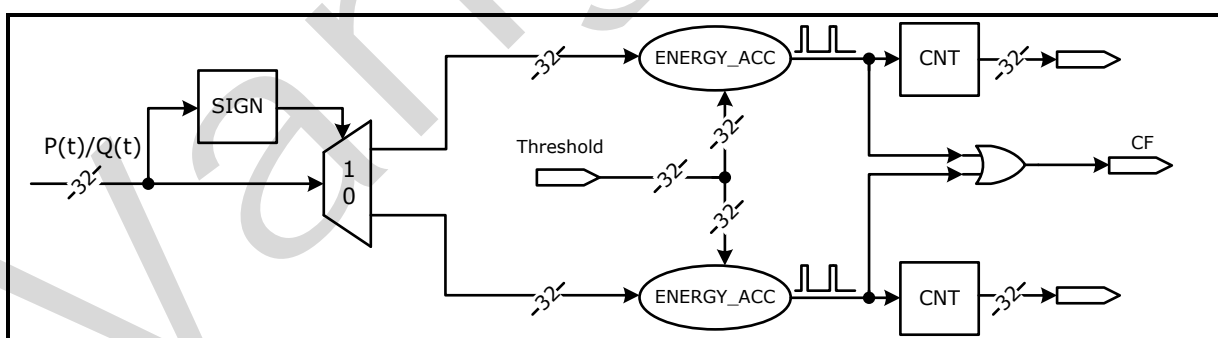 -32-
ENERGY_ACC
CNT
-32-
SIGN
P(t)/Q(t)
-32-
1
0
Threshold
-32-
-32-
-32-
CF
-32-
ENERGY_ACC
CNT
-32-